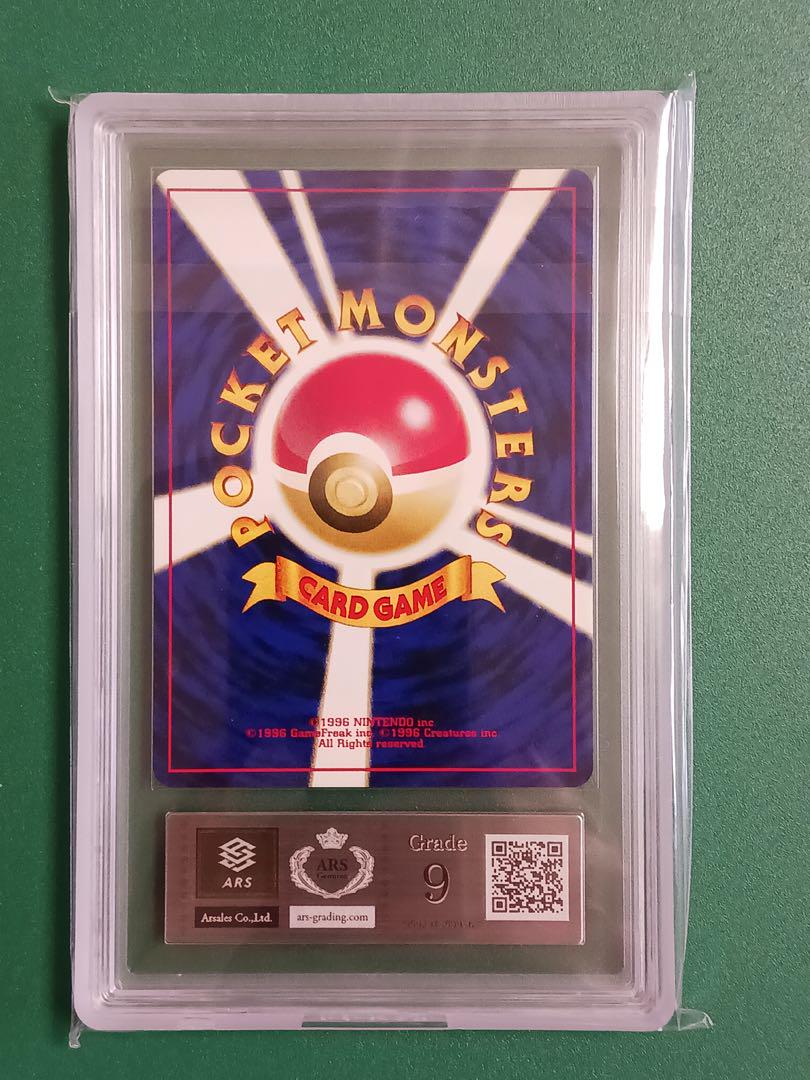 POCKET MONSTERS
CARD GAME
©1996 NINTENDO inc.
©1996 GameFreak inc. ©1996 Creatures inc.
All Rights reserved.
ARS
Arsales Co.,Ltd.
ARS
Genuine
ars-grading.com
Grade
9